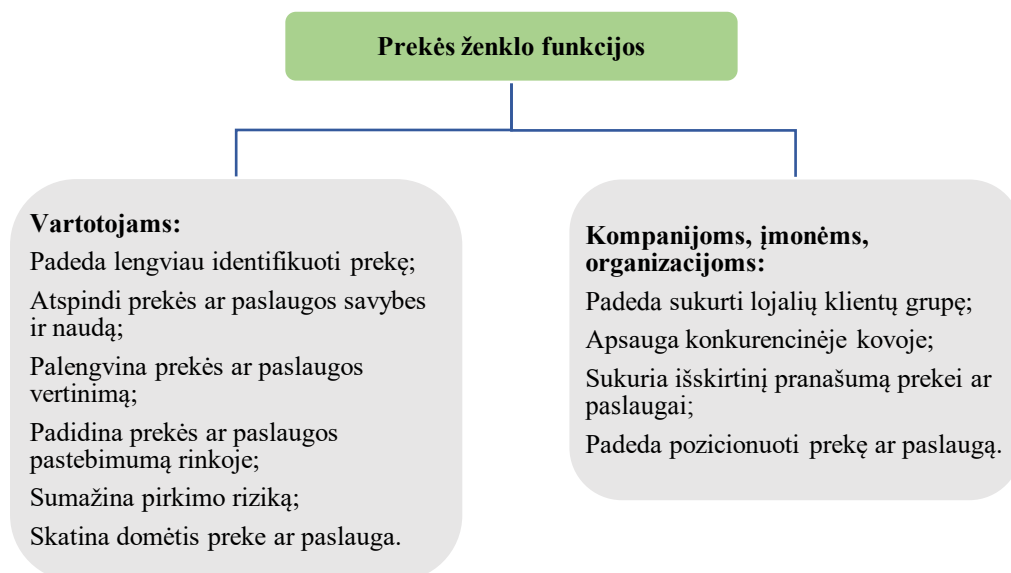 Prekės ženklo funkcijos
Vartotojams:
Padeda lengviau identifikuoti prekę;
Atspindi prekės ar paslaugos savybes
ir naudą;
Palengvina prekės ar paslaugos
vertinimą;
Padidina prekės ar paslaugos
pastebimumą rinkoje;
Sumažina pirkimo riziką;
Skatina domėtis preke ar paslauga.
Kompanijoms, įmonėms,
organizacijoms:
Padeda sukurti lojalių klientų grupę;
Apsauga konkurencinėje kovoje;
Sukuria išskirtinį pranašumą prekei ar
paslaugai;
Padeda pozicionuoti prekę ar paslaugą.